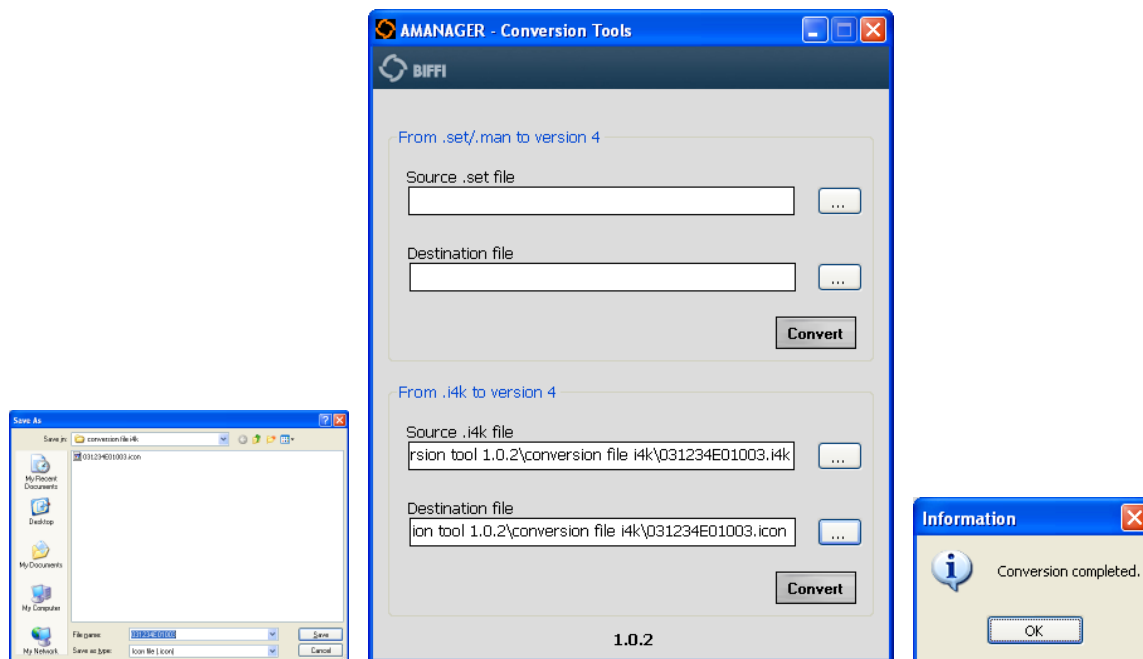 Save As
Save in:
conversion file i4k
031234E01003.icon
My Recent
Documents
Desktop
My Documents
My Computer
My Network
File name:
031234E01003
Save
Save as type:
Icon file (.icon)
Cancel
AMANAGER - Conversion Tools
BIFFI
From .set/.man to version 4
Source .set file
...
Destination file
...
Convert
From .i4k to version 4
Source .i4k file
rsion tool 1.0.2\conversion file i4k\031234E01003.i4k
...
Destination file
ion tool 1.0.2\conversion file i4k\031234E01003.icon
...
Convert
1.0.2
Information
Conversion completed.
OK